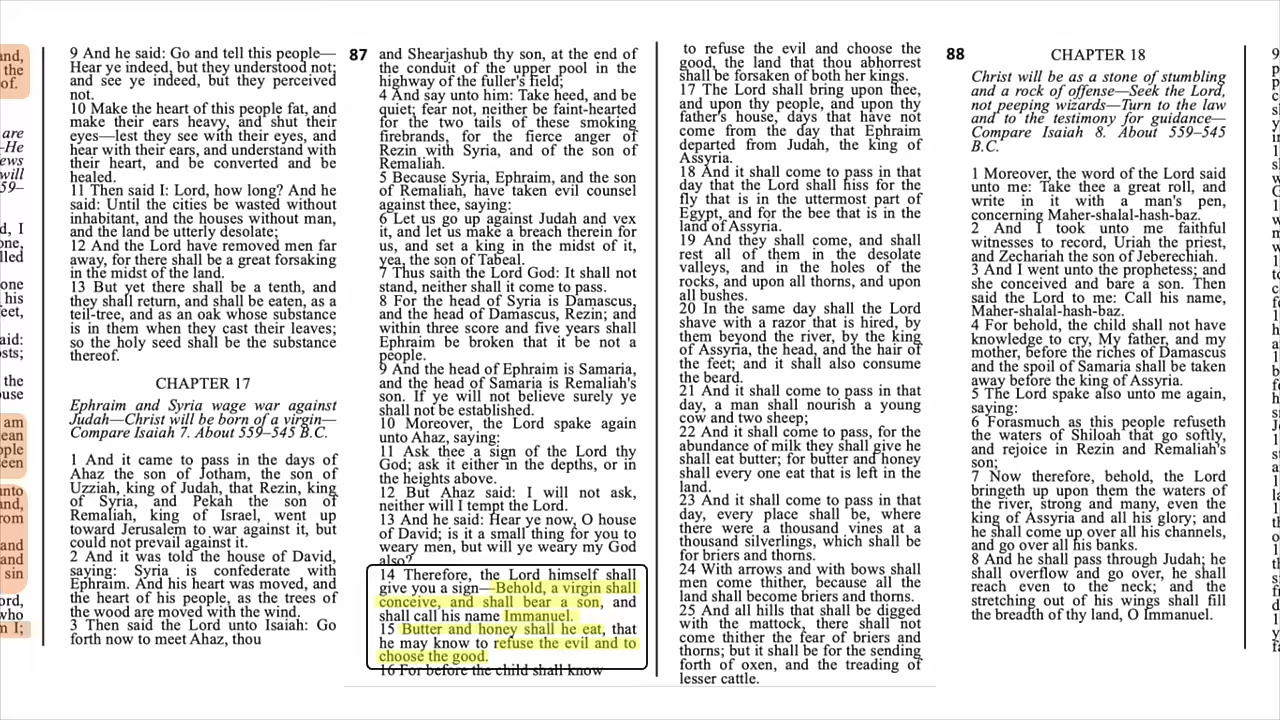 and,
the
of.
are
-He
ews
will
59–
d, I
one,
lled
one
his
eet,
aid:
sts;
the
ouse
am
ean
ople
een
unto
and,
rom
and
and
sin
ord,
who
m I;
9 And he said: Go and tell this people—
Hear ye indeed, but they understood not;
and see ye indeed, but they perceived
not.
10 Make the heart of this people fat, and
make their ears heavy, and shut their
eyes—lest they see with their eyes, and
hear with their ears, and understand with
their heart, and be converted and be
healed.
11 Then said I: Lord, how long? And he
said: Until the cities be wasted without
inhabitant, and the houses without man,
and the land be utterly desolate;
12 And the Lord have removed men far
away, for there shall be a great forsaking
in the midst of the land.
13 But yet there shall be a tenth, and
they shall return, and shall be eaten, as a
teil-tree, and as an oak whose substance
is in them when they cast their leaves;
so the holy seed shall be the substance
thereof.
CHAPTER 17
Ephraim and Syria wage war against
Judah—Christ will be born of a virgin—
Compare Isaiah 7. About 559–545 B.C.
1 And it came to pass in the days of
Ahaz the son of Jotham, the son of
Uzziah, king of Judah, that Rezin, king
of Syria, and Pekah the son of
Remaliah, king of Israel, went up
toward Jerusalem to war against it, but
could not prevail against it.
2 And it was told the house of David,
saying: Syria is confederate with
Ephraim. And his heart was moved, and
the heart of his people, as the trees of
the wood are moved with the wind.
3 Then said the Lord unto Isaiah: Go
forth now to meet Ahaz, thou
87
and Shearjashub thy son, at the end of
the conduit of the upper pool in the
highway of the fuller's field;
4 And say unto him: Take heed, and be
quiet; fear not, neither be faint-hearted
for the two tails of these smoking
firebrands, for the fierce anger of
Rezin with Syria, and of the son of
Remaliah.
5 Because Syria, Ephraim, and the son
of Remaliah, have taken evil counsel
against thee, saying:
6 Let us go up against Judah and vex
it, and let us make a breach therein for
us, and set a king in the midst of it,
yea, the son of Tabeal.
7 Thus saith the Lord God: It shall not
stand, neither shall it come to pass.
8 For the head of Syria is Damascus,
and the head of Damascus, Rezin; and
within three score and five years shall
Ephraim be broken that it be not a
people.
9 And the head of Ephraim is Samaria,
and the head of Samaria is Remaliah's
son. If ye will not believe surely ye
shall not be established.
10 Moreover, the Lord spake again
unto Ahaz, saying:
11 Ask thee a sign of the Lord thy
God; ask it either in the depths, or in
the heights above.
12 But Ahaz said: I will not ask,
neither will I tempt the Lord.
13 And he said: Hear ye now, O house
of David; is it a small thing for you to
weary men, but will ye weary my God
also?
14 Therefore, the Lord himself shall
give you a sign—Behold, a virgin shall
conceive, and shall bear a son, and
shall call his name Immanuel.
15 Butter and honey shall he eat, that
he may know to refuse the evil and to
choose the good.
16 For before the child shall know
to refuse the evil and choose the
good, the land that thou abhorrest
shall be forsaken of both her kings.
17 The Lord shall bring upon thee,
and upon thy people, and upon thy
father's house, days that have not
come from the day that Ephraim
departed from Judah, the king of
Assyria.
18 And it shall come to pass in that
day that the Lord shall hiss for the
fly that is in the uttermost part of
Egypt, and for the bee that is in the
land of Assyria.
19 And they shall come, and shall
rest all of them in the desolate
valleys, and in the holes of the
rocks, and upon all thorns, and upon
all bushes.
20 In the same day shall the Lord
shave with a razor that is hired, by
them beyond the river, by the king
of Assyria, the head, and the hair of
the feet; and it shall also consume
the beard.
21 And it shall come to pass in that
day, a man shall nourish a young
cow and two sheep;
22 And it shall come to pass, for the
abundance of milk they shall give he
shall eat butter; for butter and honey
shall every one eat that is left in the
land.
23 And it shall come to pass in that
day, every place shall be, where
there were a thousand vines at a
thousand silverlings, which shall be
for briers and thorns.
24 With arrows and with bows shall
men come thither, because all the
land shall become briers and thorns.
25 And all hills that shall be digged
with the mattock, there shall not
come thither the fear of briers and
thorns; but it shall be for the sending
forth of oxen, and the treading of
lesser cattle.
88
CHAPTER 18
Christ will be as a stone of stumbling
and a rock of offense—Seek the Lord,
not peeping wizards—Turn to the law
and to the testimony for guidance—
Compare Isaiah 8. About 559–545
B.C.
1 Moreover, the word of the Lord said
unto me: Take thee a great roll, and
write in it with a man's pen,
concerning Maher-shalal-hash-baz.
2 And I took unto me faithful
witnesses to record, Uriah the priest,
and Zechariah the son of Jeberechiah.
3 And I went unto the prophetess; and
she conceived and bare a son. Then
said the Lord to me: Call his name,
Maher-shalal-hash-baz.
4 For behold, the child shall not have
knowledge to cry, My father, and my
mother, before the riches of Damascus
and the spoil of Samaria shall be taken
away before the king of Assyria.
5 The Lord spake also unto me again,
saying:
6 Forasmuch as this people refuseth
the waters of Shiloah that go softly,
and rejoice in Rezin and Remaliah's
son;
7 Now therefore, behold, the Lord
bringeth up upon them the waters of
the river, strong and many, even the
king of Assyria and all his glory; and
he shall come up over all his channels,
and go over all his banks.
8 And he shall pass through Judah; he
shall overflow and go over, he shall
reach even to the neck; and the
stretching out of his wings shall fill
the breadth of thy land, O Immanuel.